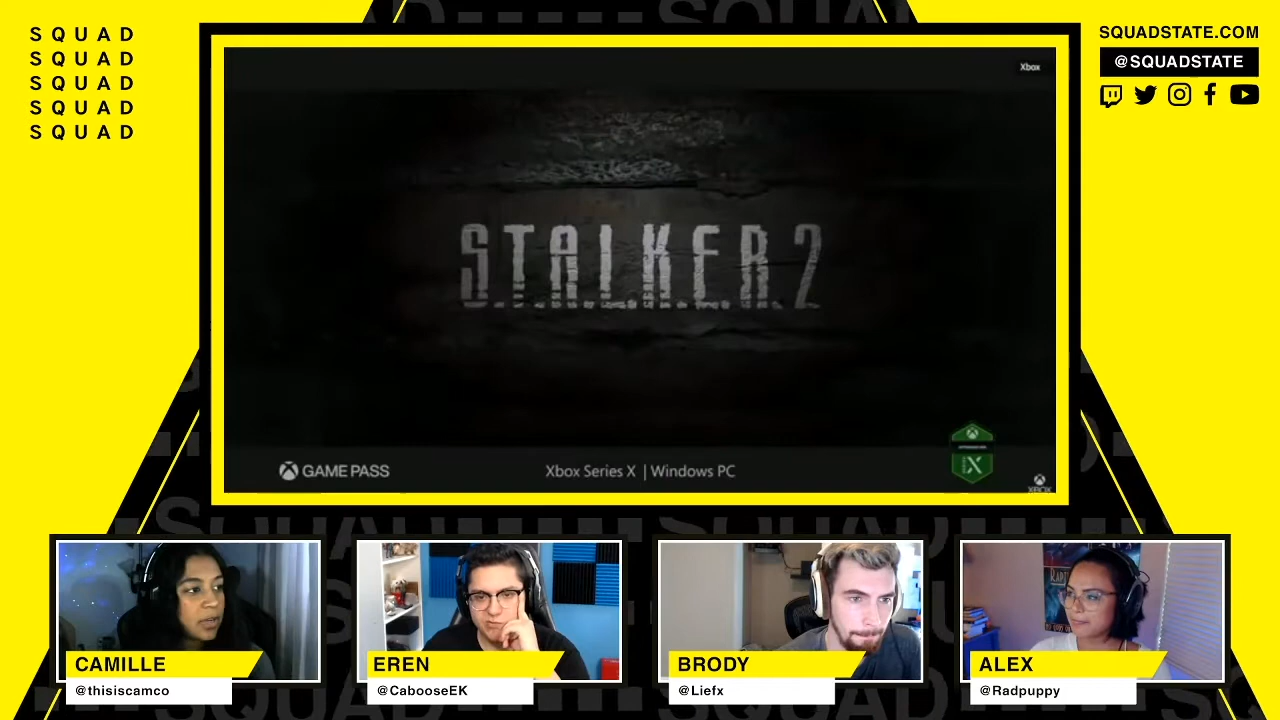 SQUAD
SQUAD
SQUAD
SQUAD
SQUAD
SQUADSTATE.COM
@SQUADSTATE
Xbox
S.T.A.L.K.E.R. 2
GAME PASS
Xbox Series X | Windows PC
XBOX
CAMILLE
@thisiscamco
EREN
@CabooseEK
BRODY
@Liefx
ALEX
@Radpuppy